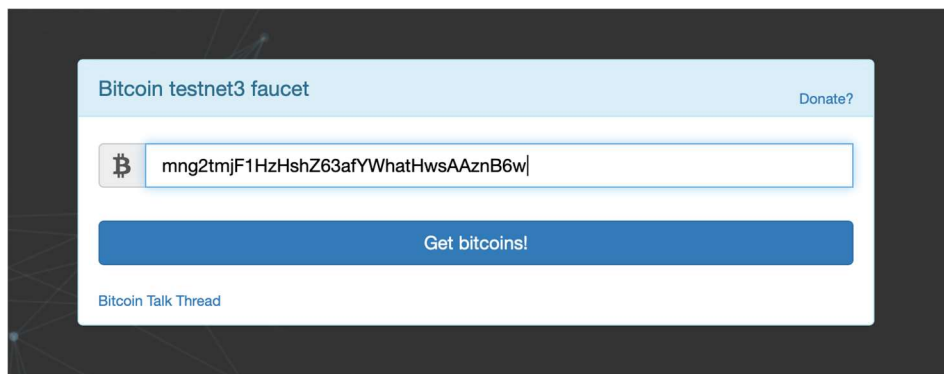 Bitcoin testnet3 faucet
Donate?
mng2tmjF1HzHshZ63afYWhatHwsAAznB6w
Get bitcoins!
Bitcoin Talk Thread